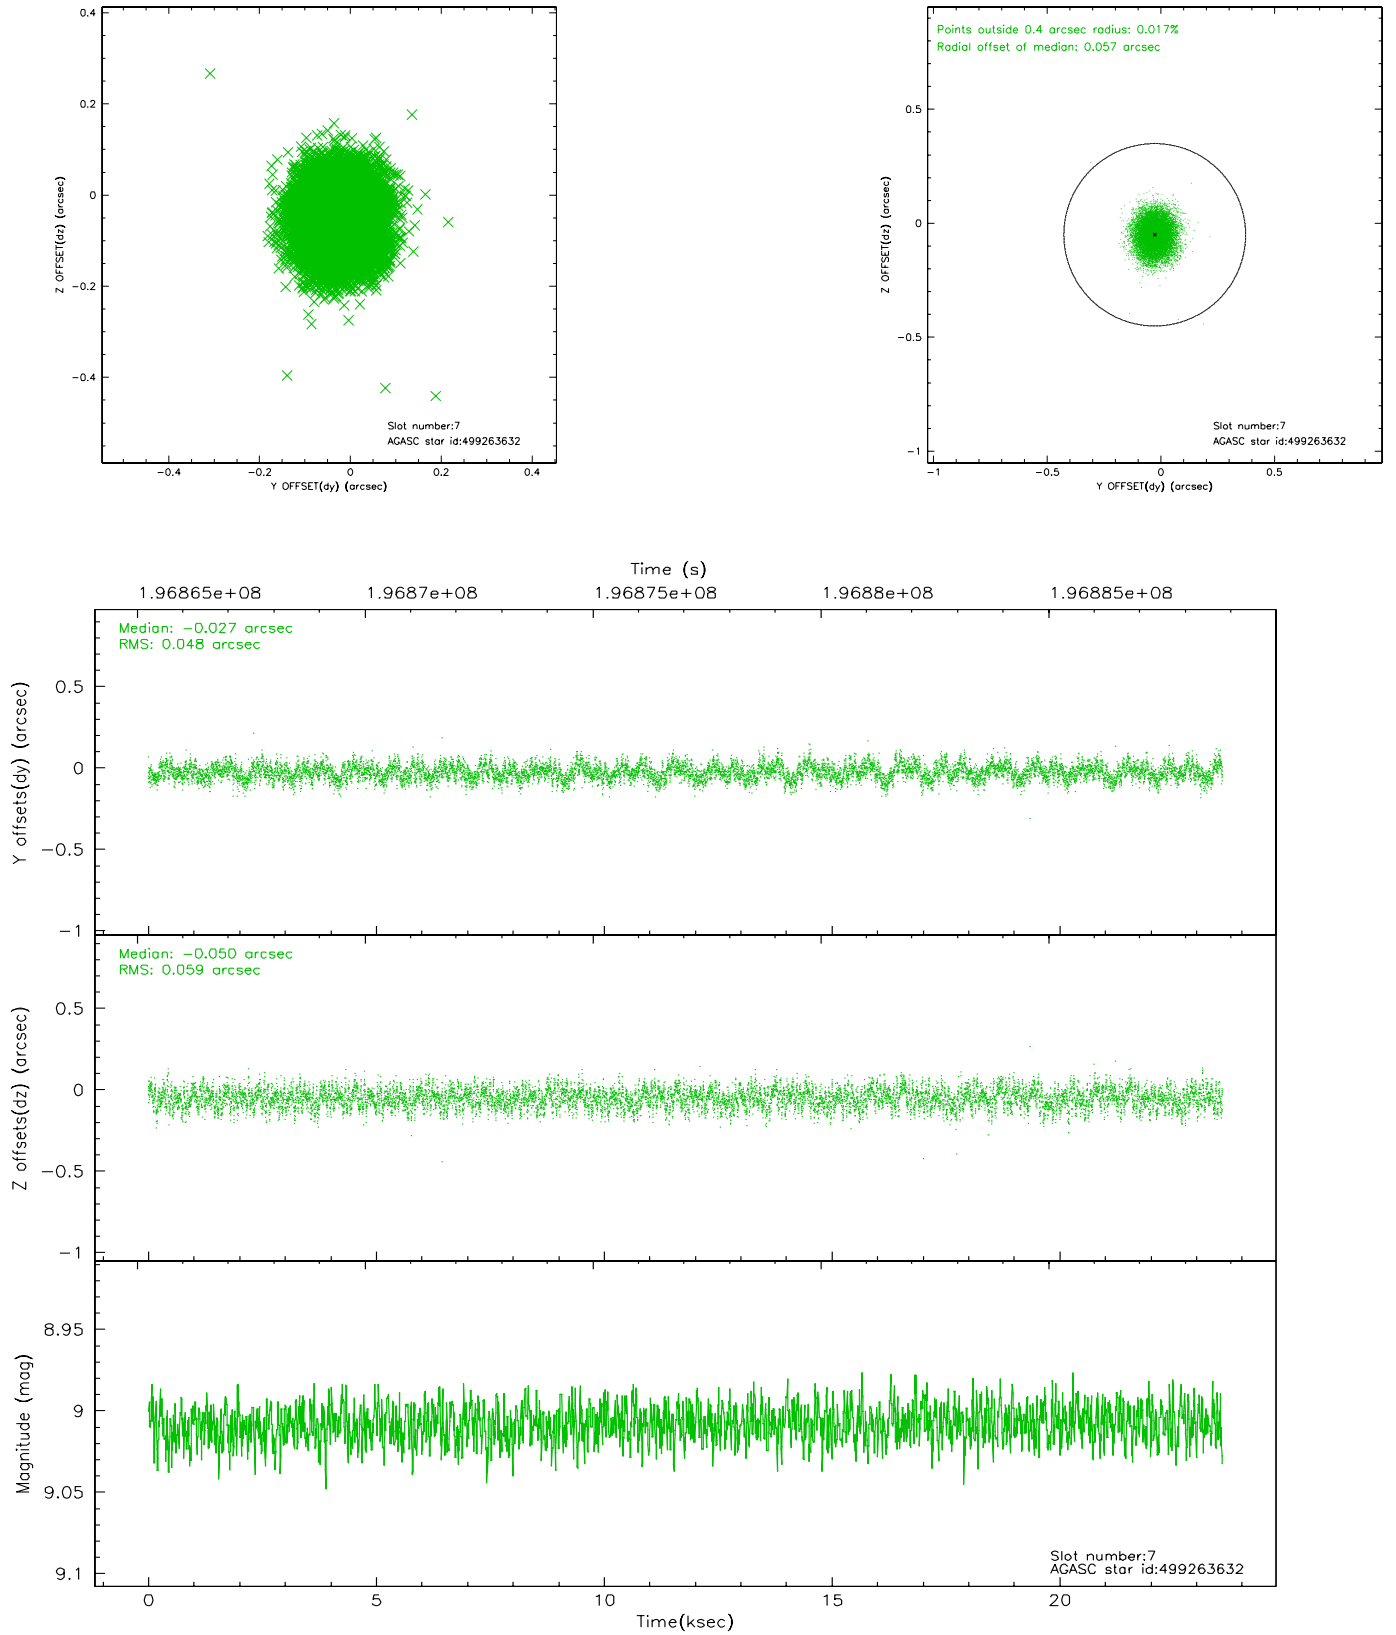 0.4
0.2
0
−0.2
−0.4
Z OFFSET(dz) (arcsec)
Slot number:7
AGASC star id:499263632
−0.4 −0.2 0 0.2 0.4
Y OFFSET(dy) (arcsec)
Points outside 0.4 arcsec radius: 0.017%
Radial offset of median: 0.057 arcsec
0.5
0
−0.5
−1
Z OFFSET(dz) (arcsec)
Slot number:7
AGASC star id:499263632
−1 −0.5 0 0.5
Y OFFSET(dy) (arcsec)
Time (s)
1.96865e+08 1.9687e+08 1.96875e+08 1.9688e+08 1.96885e+08
Median: −0.027 arcsec
RMS: 0.048 arcsec
0.5
0
−0.5
−1
Y offsets(dy) (arcsec)
Median: −0.050 arcsec
RMS: 0.059 arcsec
0.5
0
−0.5
−1
Z offsets(dz) (arcsec)
8.95
9
9.05
9.1
Magnitude (mag)
Slot number:7
AGASC star id:499263632
0 5 10 15 20
Time(ksec)